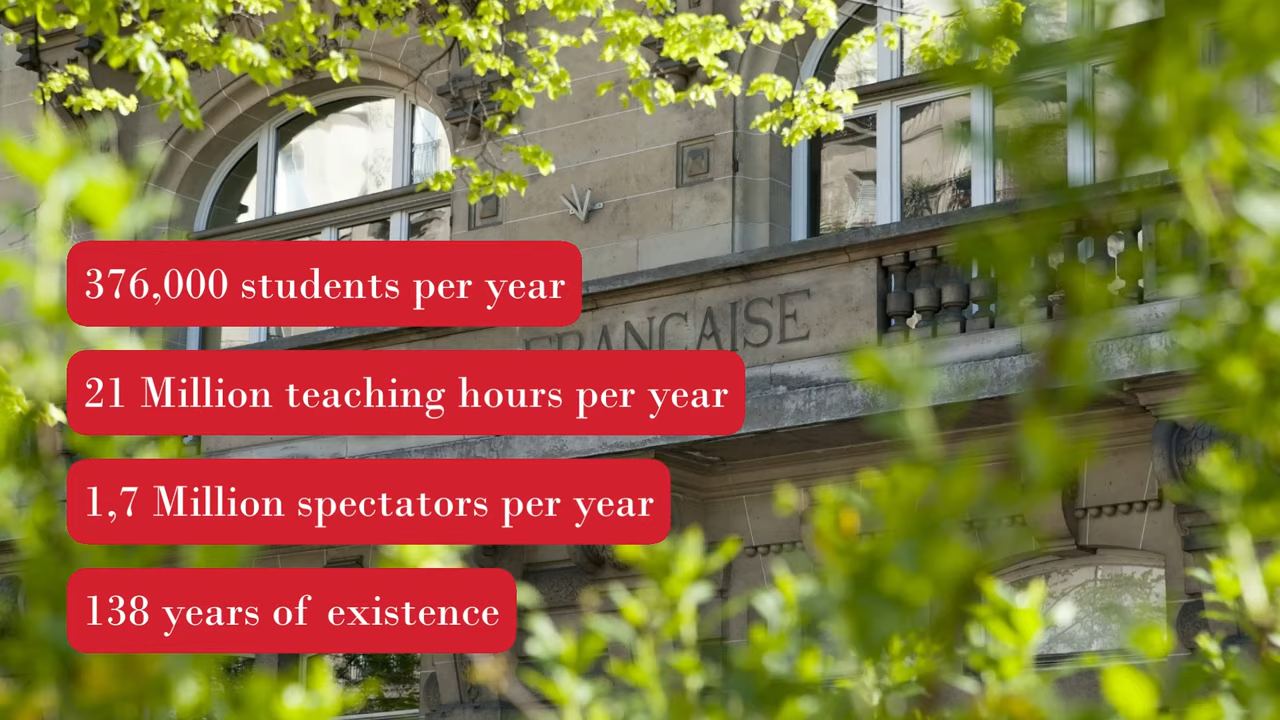 376,000 students per year
FRANÇAISE
21 Million teaching hours per year
1,7 Million spectators per year
138 years of existence